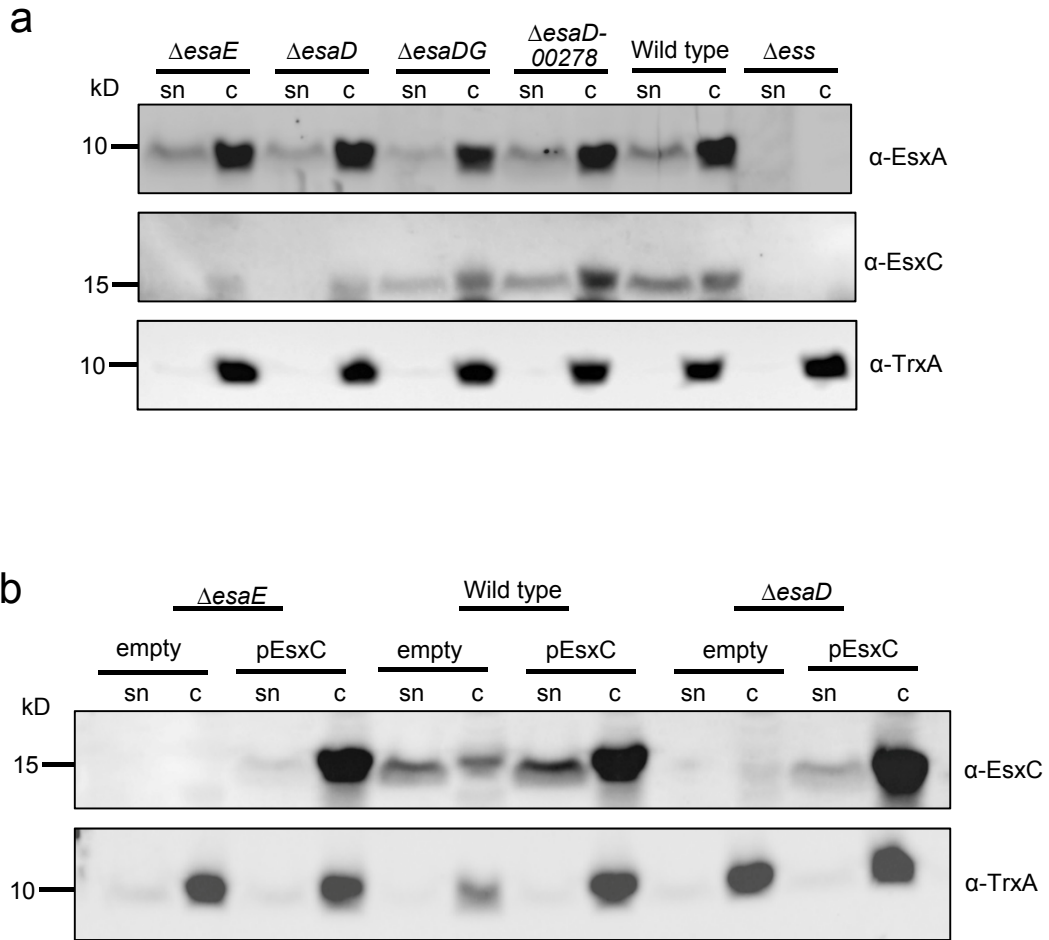 a
ΔesaE ΔesaD ΔesaDG ΔesaD-00278 Wild type Δess
kD sn c sn c sn c sn c sn c sn c
10 α-EsxA
15 α-EsxC
10 α-TrxA
b
ΔesaE Wild type ΔesaD
empty pEsxC empty pEsxC empty pEsxC
sn c sn c sn c sn c sn c sn c
kD
15 α-EsxC
10 α-TrxA